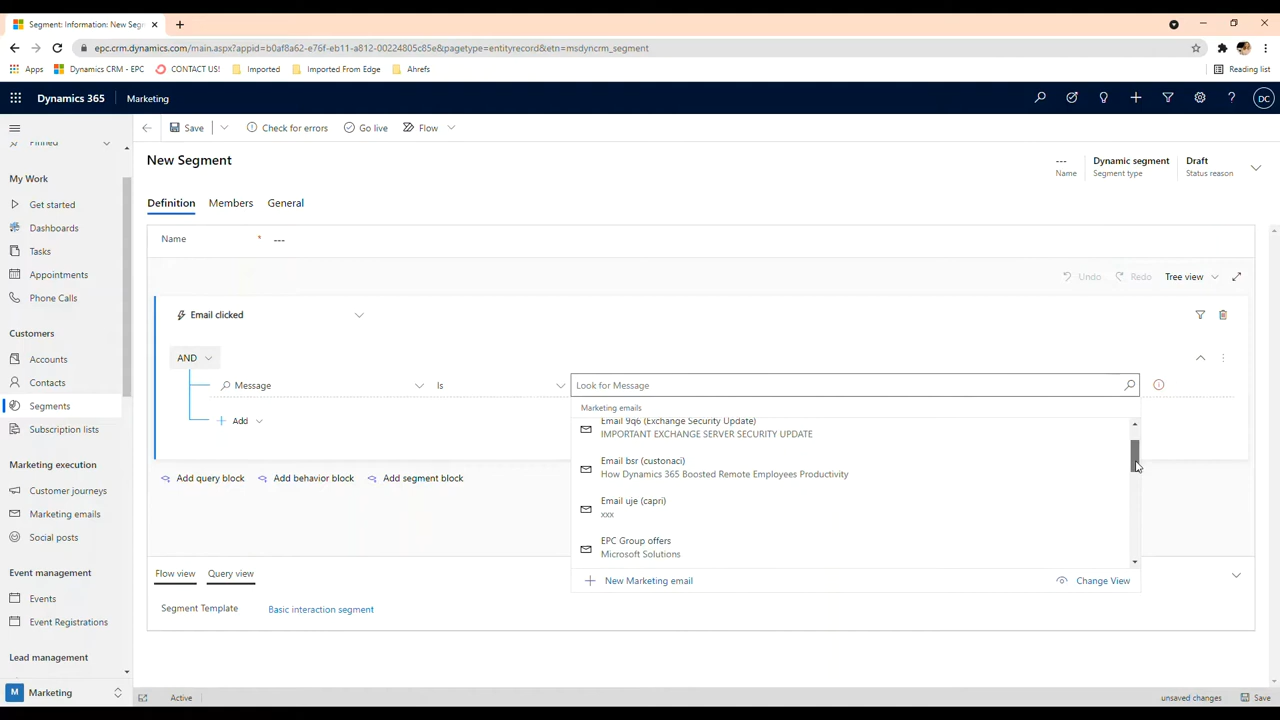 Segment: Information: New Seg
epc.crm.dynamics.com/main.aspx?appid=b0af8a62-e76f-eb11-a812-00224805c85e&pagetype=entityrecord&etn=msdyncrm_segment
Apps Dynamics CRM - EPC CONTACT US! Imported Imported From Edge Ahrefs Reading list
Dynamics 365 Marketing DC
Save Check for errors Go live Flow
Pinned
New Segment
--- Dynamic segment Draft
Name Segment type Status reason
My Work
Definition Members General
Get started
Dashboards
Name * ---
Tasks
Appointments
Undo Redo Tree view
Phone Calls
Email clicked
Customers
Accounts
AND
Contacts
Message Is Look for Message
Segments
Marketing emails
Add
Email 9q6 (Exchange Security Update)
Subscription lists
IMPORTANT EXCHANGE SERVER SECURITY UPDATE
Marketing execution
Email bsr (custonaci)
How Dynamics 365 Boosted Remote Employees Productivity
Add query block Add behavior block Add segment block
Customer journeys
Email uje (capri)
xxx
Marketing emails
Social posts
EPC Group offers
Microsoft Solutions
Event management
Flow view Query view
New Marketing email Change View
Events
Segment Template Basic interaction segment
Event Registrations
Lead management
M Marketing
Active unsaved changes Save